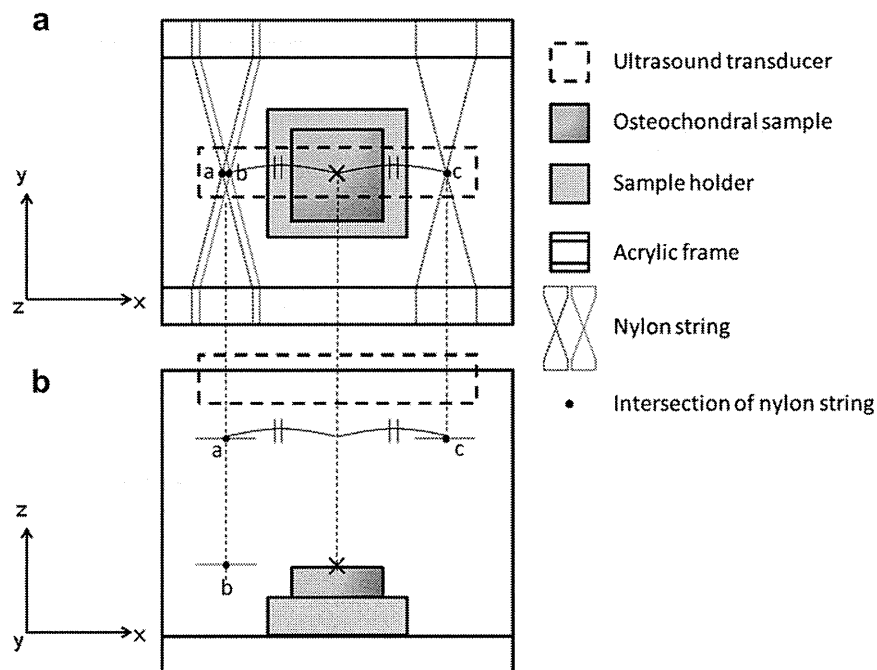 a
Ultrasound transducer
Osteochondral sample
a b
c
Sample holder
y
z
x
Acrylic frame
Nylon string
b
Intersection of nylon string
a
c
z
b
y
x